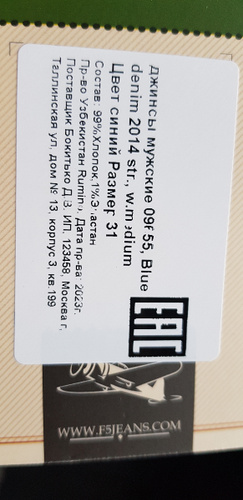 Джинсы мужские 09655, Blue
denim 2014 str., w.medium
Цвет синий Размер 31
Состав: 99%Хлопок,1%Эластан
Пр-во Узбекистан Rumin, Дата пр-ва: 2023г.
Поставщик Бокитько Д.В, ИП, 123458, Москва г,
Таллинская ул, дом № 13, корпус 3, кв.199
EAC
WWW.F5JEANS.COM